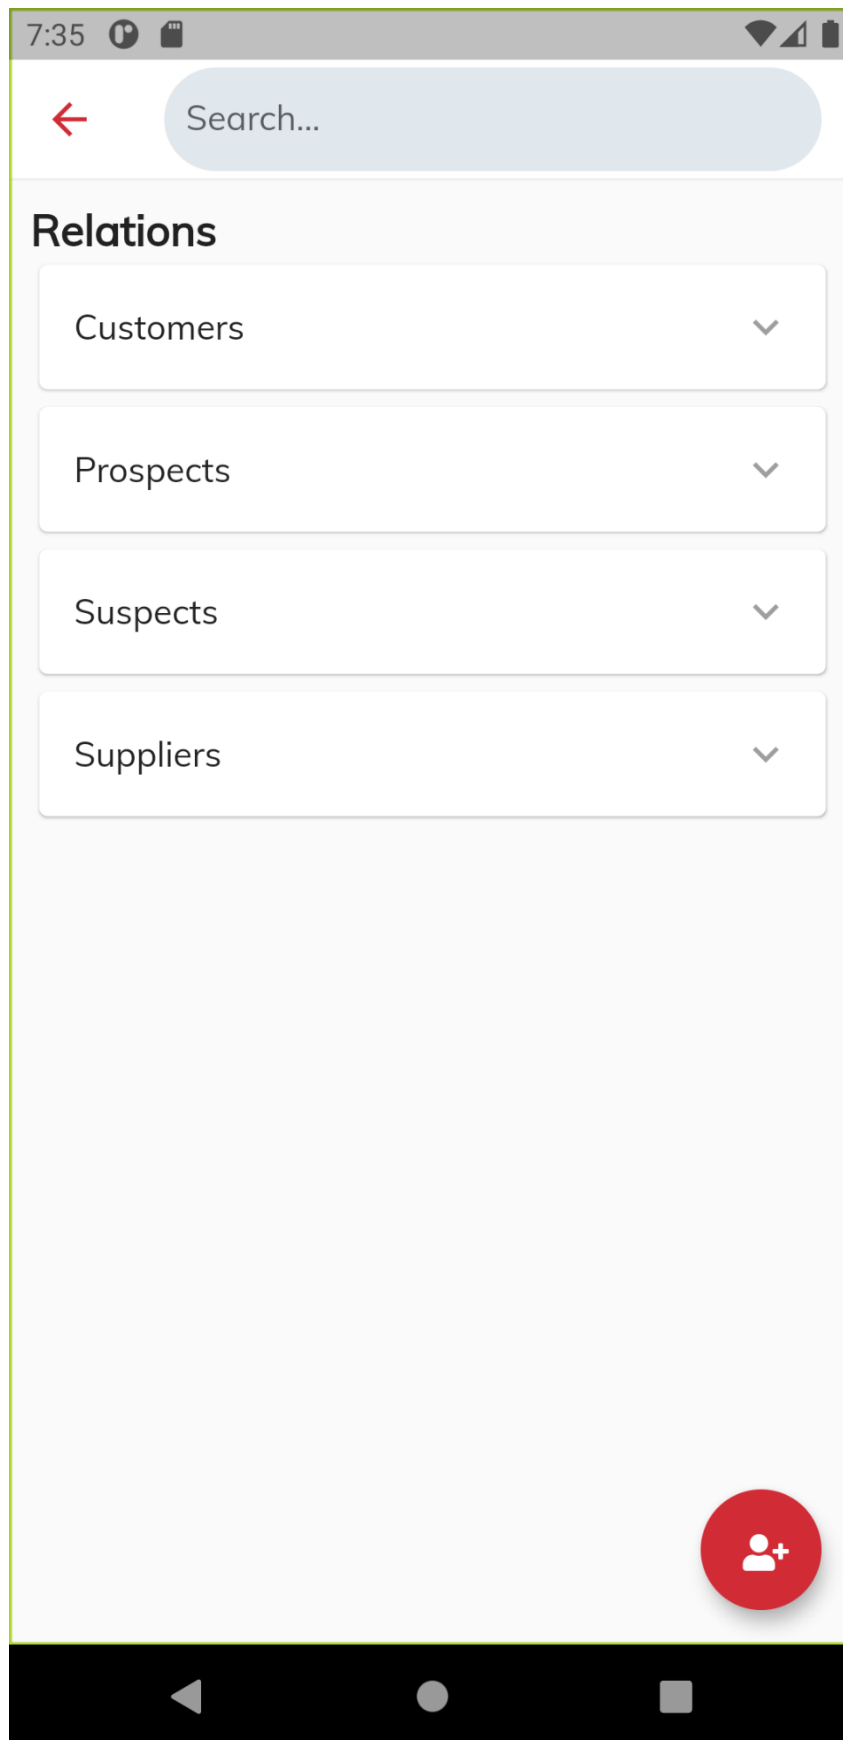 7:35
Search...
Relations
Customers
Prospects
Suspects
Suppliers